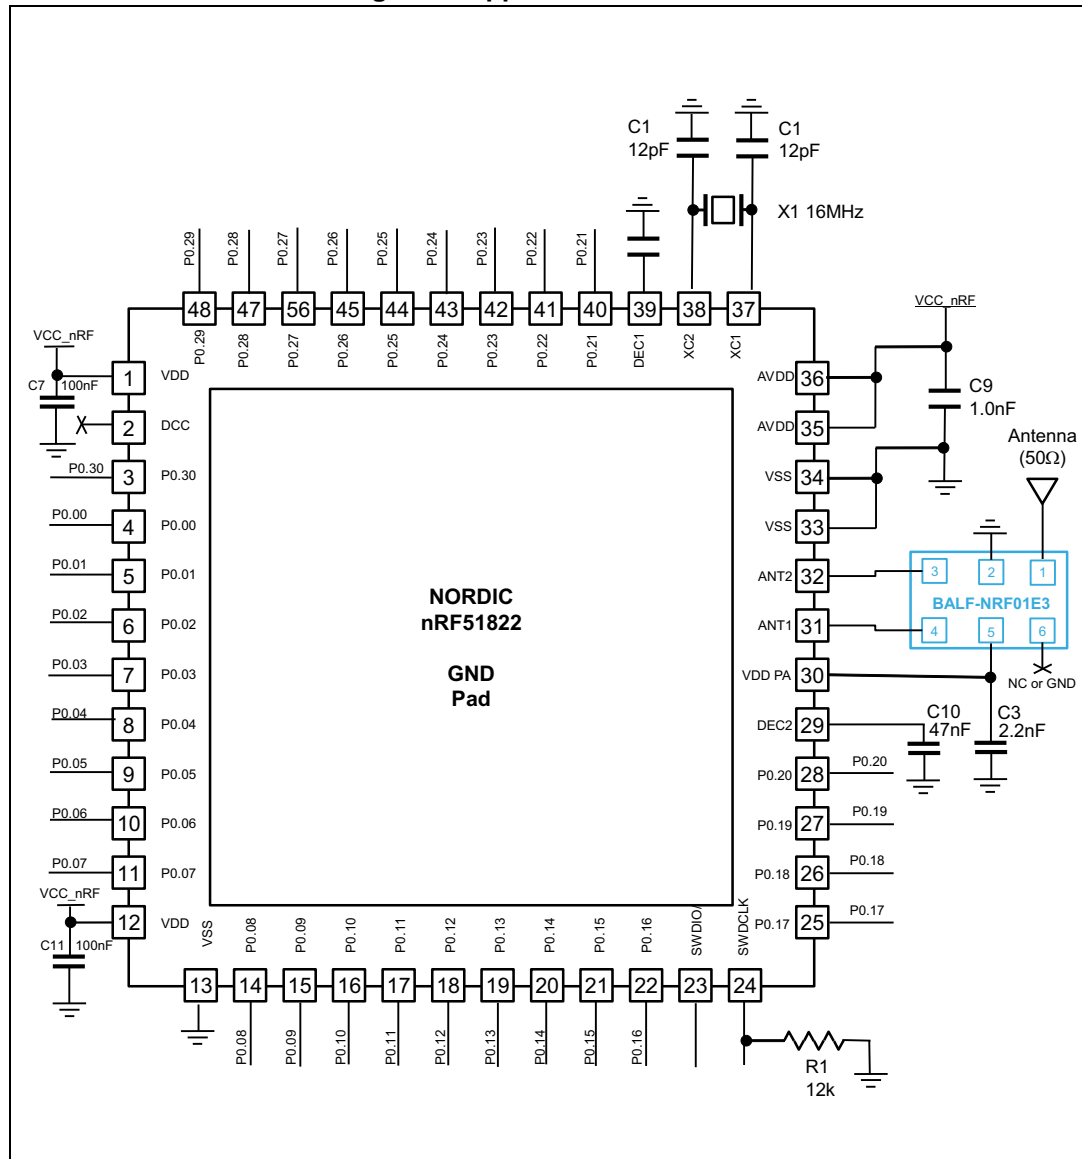 C1
12pF
C1
12pF
X1 16MHz
P0.29
P0.28
P0.27
P0.26
P0.25
P0.24
P0.23
P0.22
P0.21
48
47
56
45
44
43
42
41
40
39
38
37
P0.29
P0.28
P0.27
P0.26
P0.25
P0.24
P0.23
P0.22
P0.21
DEC1
XC2
XC1
VCC_nRF
C7
100nF
1
VDD
2
DCC
P0.30
3
P0.30
P0.00
4
P0.00
P0.01
5
P0.01
P0.02
6
P0.02
P0.03
7
P0.03
P0.04
8
P0.04
P0.05
9
P0.05
P0.06
10
P0.06
P0.07
11
P0.07
VCC_nRF
12
VDD
C11
100nF
NORDIC
nRF51822
GND
Pad
VCC_nRF
AVDD
36
C9
1.0nF
AVDD
35
Antenna
(50Ω)
VSS
34
VSS
33
ANT2
32
3
2
1
BALF-NRF01E3
ANT1
31
4
5
6
VDD PA
30
NC or GND
DEC2
29
C10
47nF
C3
2.2nF
P0.20
28
P0.20
P0.19
27
P0.19
P0.18
26
P0.18
P0.17
25
P0.17
VSS
P0.08
P0.09
P0.10
P0.11
P0.12
P0.13
P0.14
P0.15
P0.16
SWDIO/
SWDCLK
13
14
15
16
17
18
19
20
21
22
23
24
P0.08
P0.09
P0.10
P0.11
P0.12
P0.13
P0.14
P0.15
P0.16
R1
12k